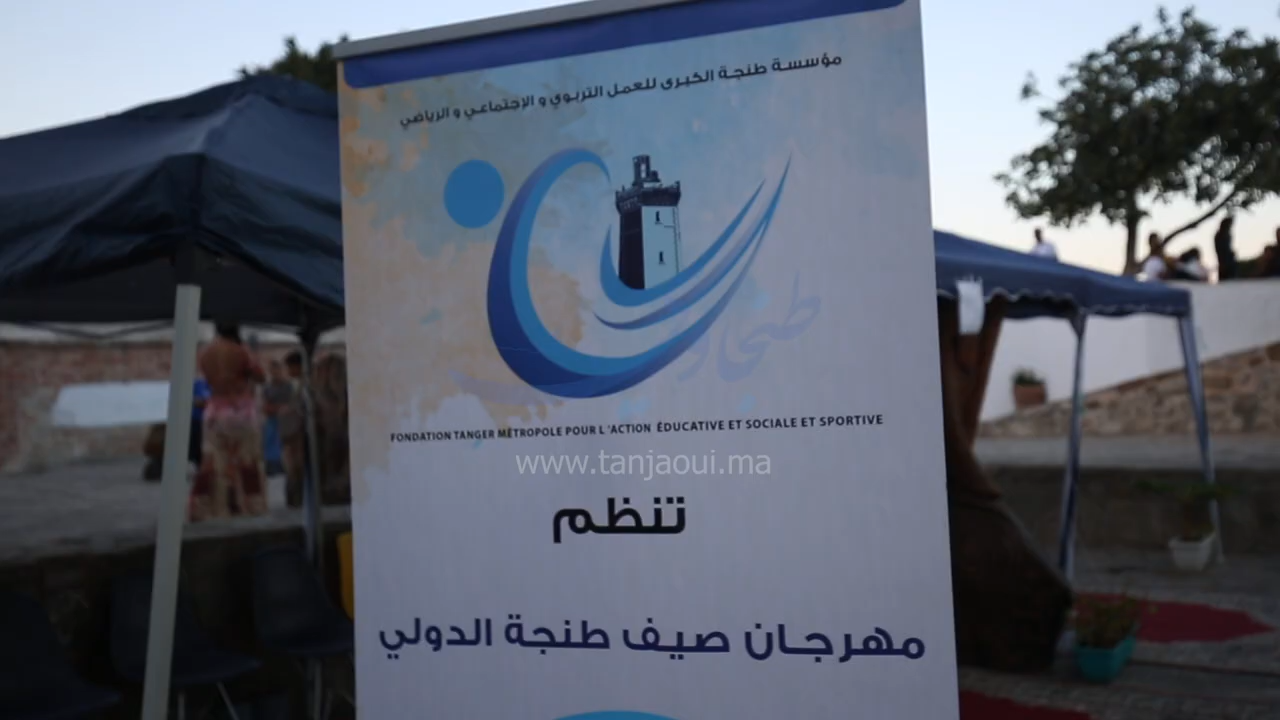 مؤسسة طنجة الكبرى للعمل التربوي و الإجتماعي و الرياضي
طنجاوي
FONDATION TANGER MÉTROPOLE POUR L'ACTION ÉDUCATIVE ET SOCIALE ET SPORTIVE
www.tanjaoui.ma
تنظم
مهرجان صيف طنجة الدولي